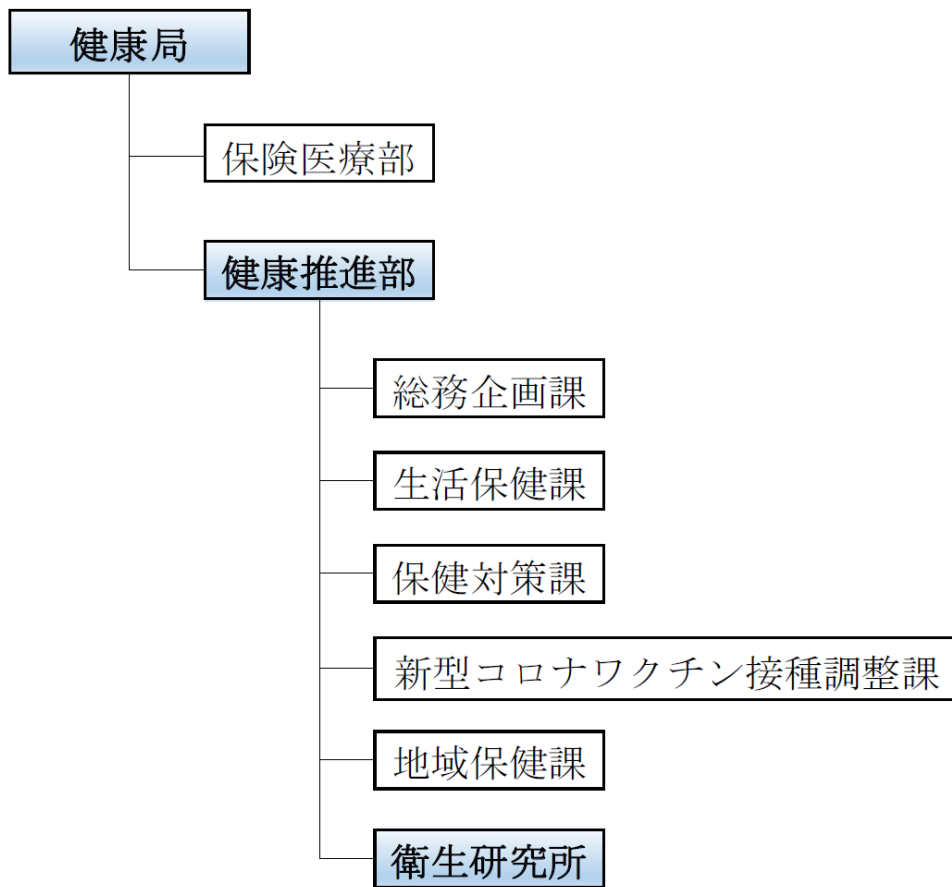 健康局
保険医療部
健康推進部
総務企画課
生活保健課
保健対策課
新型コロナワクチン接種調整課
地域保健課
衛生研究所